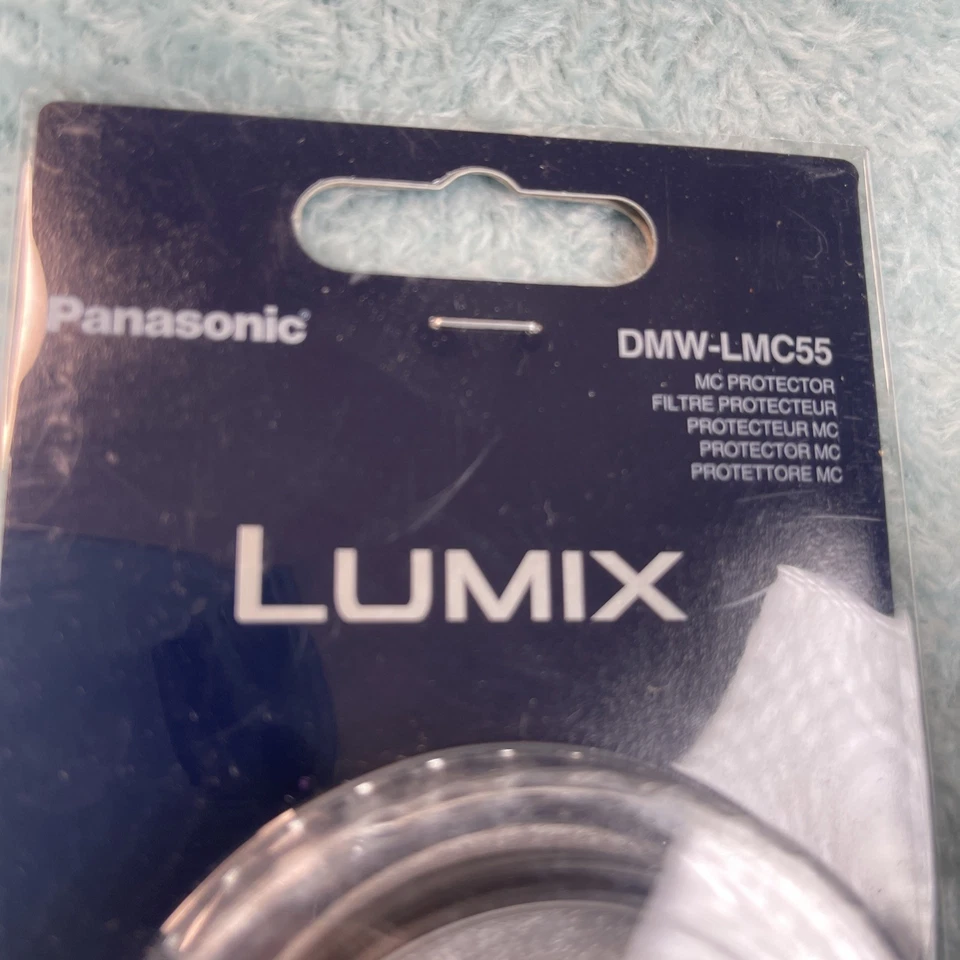 Panasonic
DMW-LMC55
MC PROTECTOR
FILTRE PROTECTEUR
PROTECTEUR MC
PROTECTOR MC
PROTETTORE MC
LUMIX